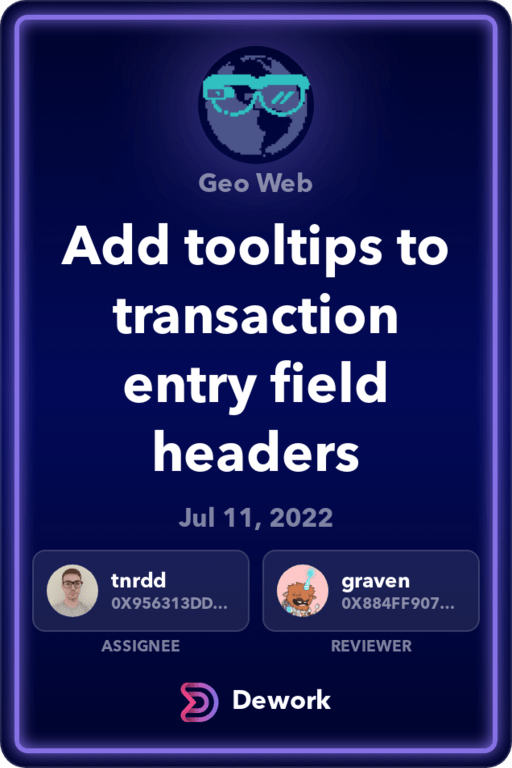 Geo Web
Add tooltips to
transaction
entry field
headers
Jul 11, 2022
tnrdd
0X956313DD...
graven
0X884FF907...
ASSIGNEE
REVIEWER
Dework